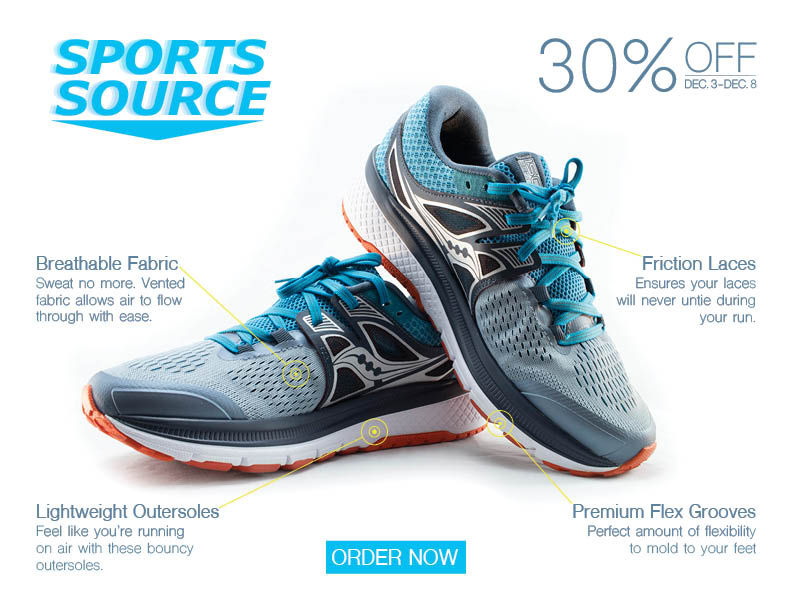 SPORTS
SOURCE
30% OFF
DEC. 3-DEC. 8
Breathable Fabric
Sweat no more. Vented
fabric allows air to flow
through with ease.
Friction Laces
Ensures your laces
will never untie during
your run.
Lightweight Outersoles
Feel like you're running
on air with these bouncy
outersoles.
Premium Flex Grooves
Perfect amount of flexibility
to mold to your feet
ORDER NOW